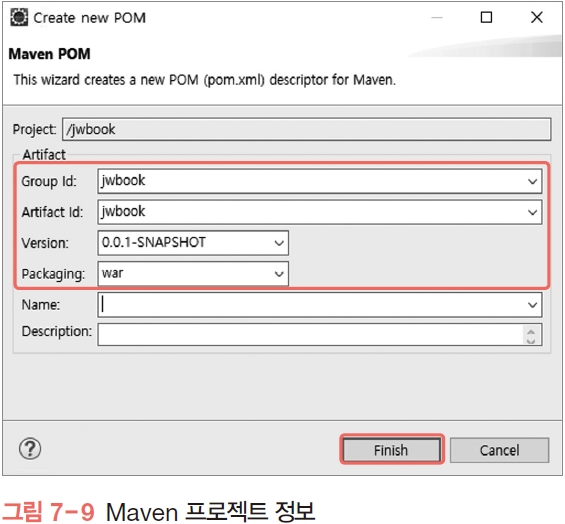 Create new POM
Maven POM
This wizard creates a new POM (pom.xml) descriptor for Maven.
Project: /jwbook
Artifact
Group Id: jwbook
Artifact Id: jwbook
Version: 0.0.1-SNAPSHOT
Packaging: war
Name:
Description:
Finish Cancel
그림 7-9 Maven 프로젝트 정보